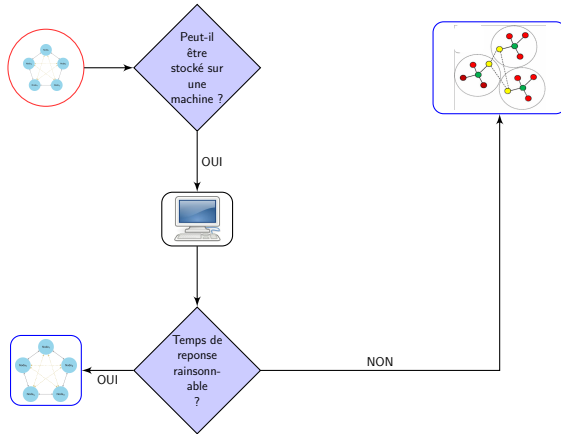 Peut-il
être
stocké sur
une
machine ?
OUI
Temps de
reponse
rainsonn-
able
?
OUI
NON